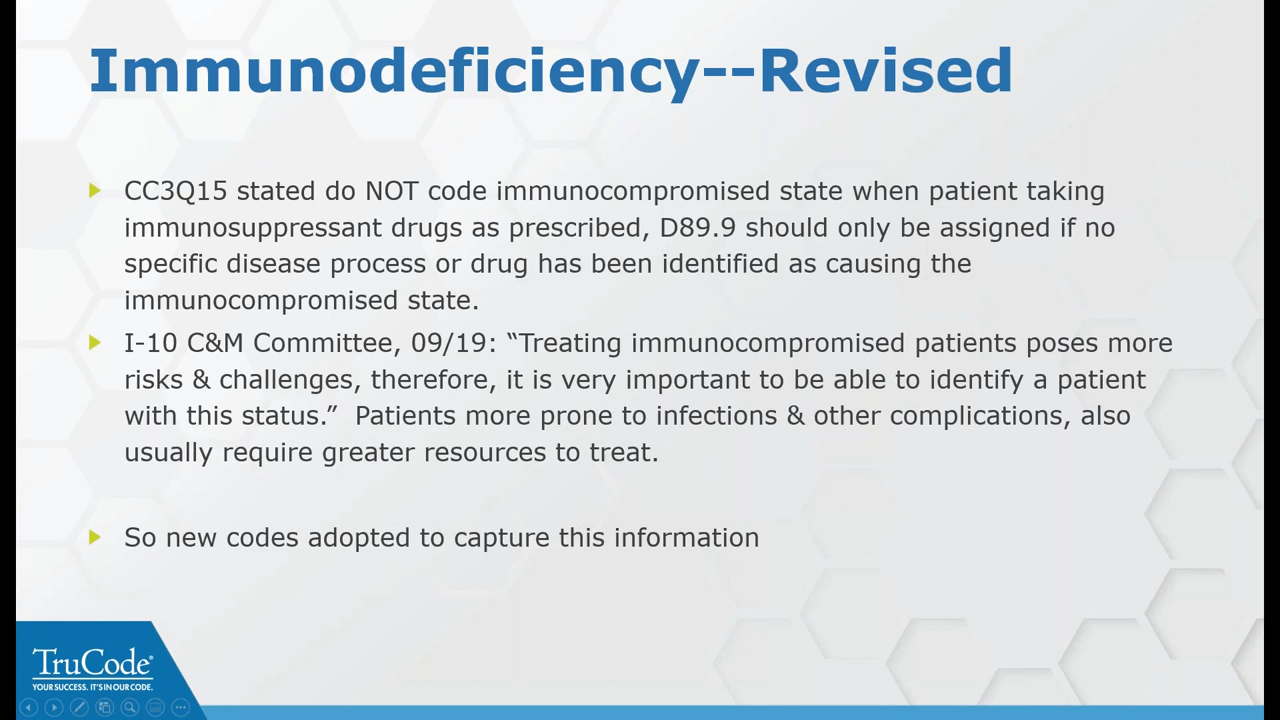 Immunodeficiency--Revised
CC3Q15 stated do NOT code immunocompromised state when patient taking
immunosuppressant drugs as prescribed, D89.9 should only be assigned if no
specific disease process or drug has been identified as causing the
immunocompromised state.
I-10 C&M Committee, 09/19: “Treating immunocompromised patients poses more
risks & challenges, therefore, it is very important to be able to identify a patient
with this status.”  Patients more prone to infections & other complications, also
usually require greater resources to treat.
So new codes adopted to capture this information
TruCode®
YOUR SUCCESS. IT'S IN OUR CODE.